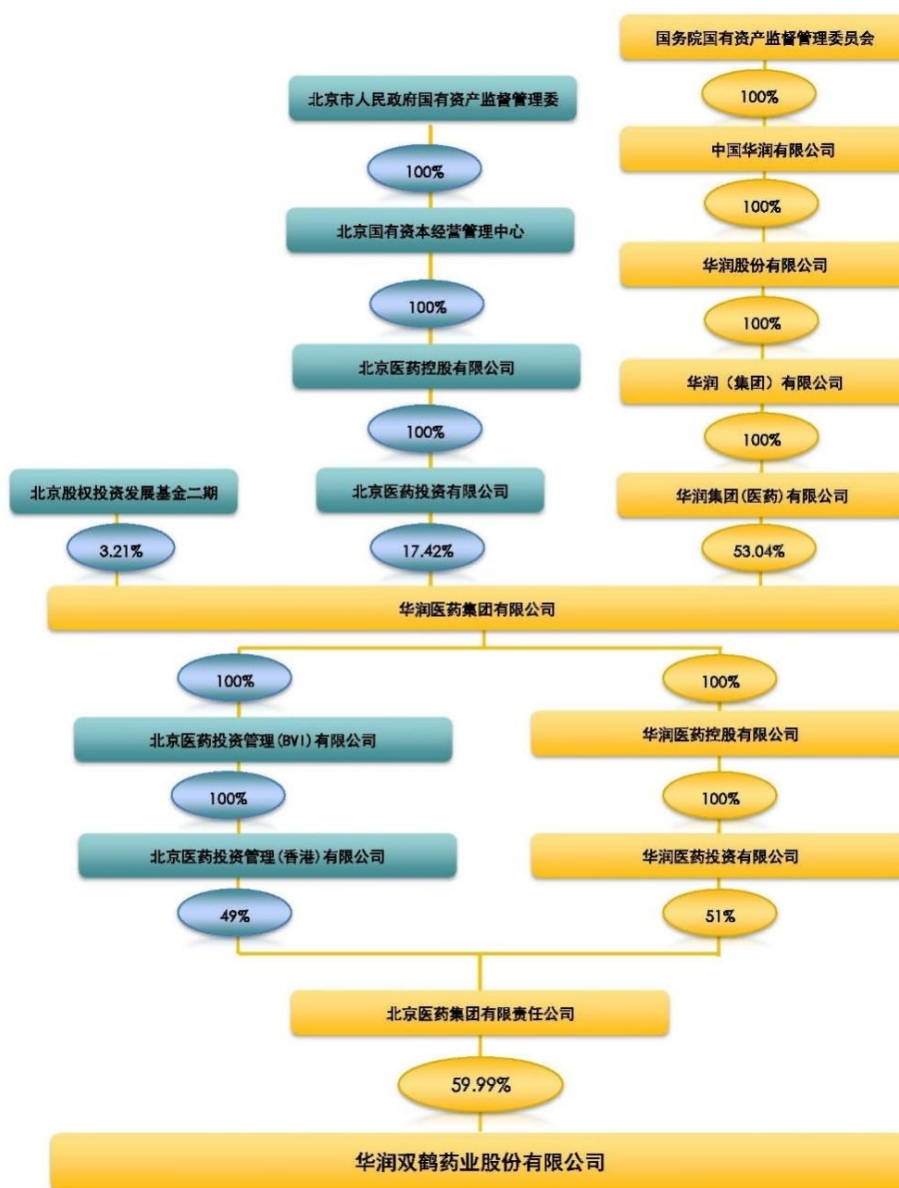 国务院国有资产监督管理委员会
北京市人民政府国有资产监督管理委
100%
100%
中国华润有限公司
100%
北京国有资本经营管理中心
100%
华润股份有限公司
100%
100%
北京医药控股有限公司
华润（集团）有限公司
100%
100%
北京股权投资发展基金二期
北京医药投资有限公司
华润集团(医药)有限公司
3.21%
17.42%
53.04%
华润医药集团有限公司
100%
100%
北京医药投资管理(BVI)有限公司
华润医药控股有限公司
100%
100%
北京医药投资管理(香港)有限公司
华润医药投资有限公司
49%
51%
北京医药集团有限责任公司
59.99%
华润双鹤药业股份有限公司